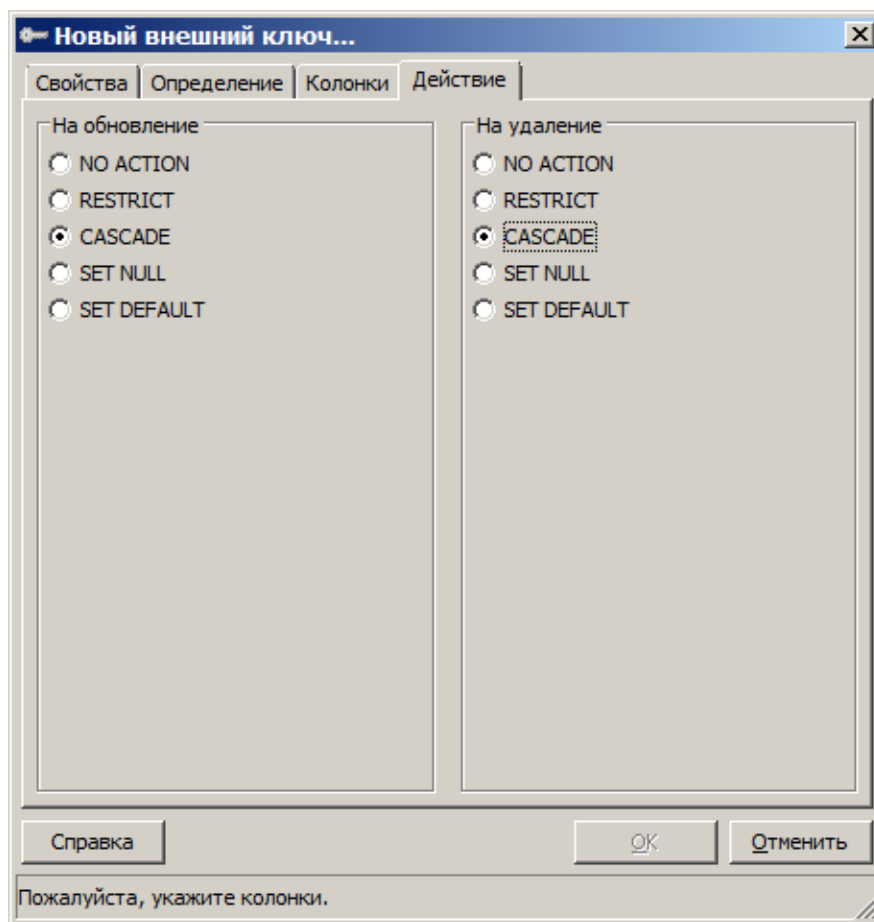 Новый внешний ключ...
Свойства Определение Колонки Действие
На обновление
NO ACTION
RESTRICT
CASCADE
SET NULL
SET DEFAULT
На удаление
NO ACTION
RESTRICT
CASCADE
SET NULL
SET DEFAULT
Справка OK Отменить
Пожалуйста, укажите колонки.